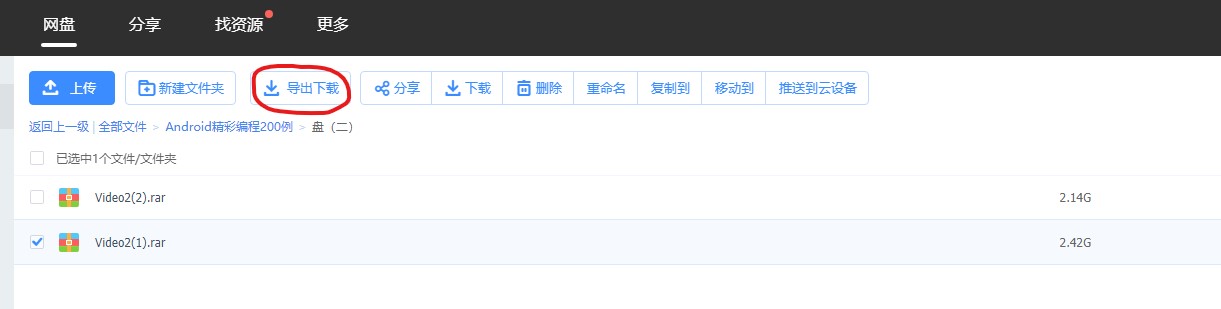 网盘 分享 找资源 更多
上传 新建文件夹 导出下载 分享 下载 删除 重命名 复制到 移动到 推送到云设备
返回上一级 | 全部文件 > Android精彩编程200例 > 盘（二）
已选中1个文件/文件夹
Video2(2).rar 2.14G
Video2(1).rar 2.42G